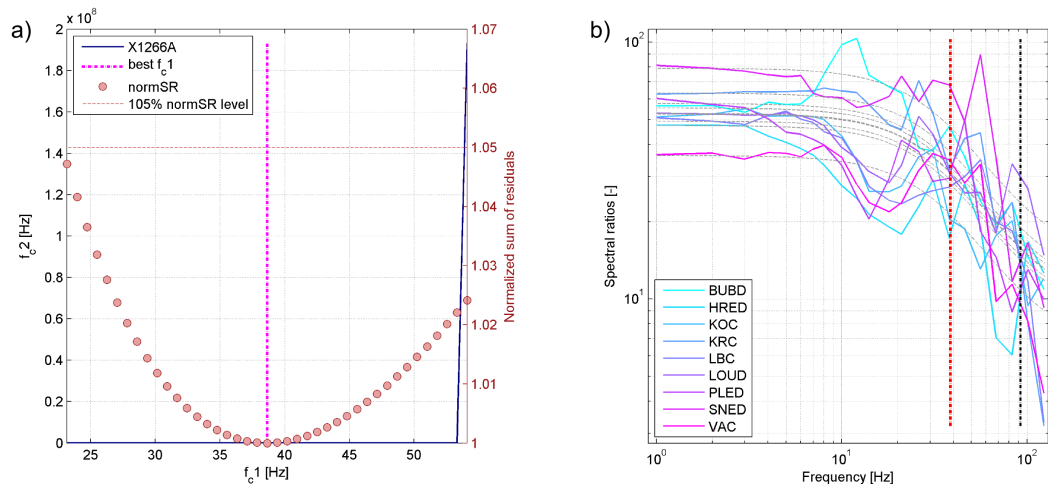 a)
× 10^8
2
1.8
1.6
1.4
1.2
1
0.8
0.6
0.4
0.2
0
f_c2 [Hz]
X1266A
best f_c1
normSR
105% normSR level
25 30 35 40 45 50
f_c1 [Hz]
1.07
1.06
1.05
1.04
1.03
1.02
1.01
1
Normalized sum of residuals
b)
10^2
10^1
Spectral ratios [-]
BUBD
HRED
KOC
KRC
LBC
LOUD
PLED
SNED
VAC
10^0 10^1 10^2
Frequency [Hz]